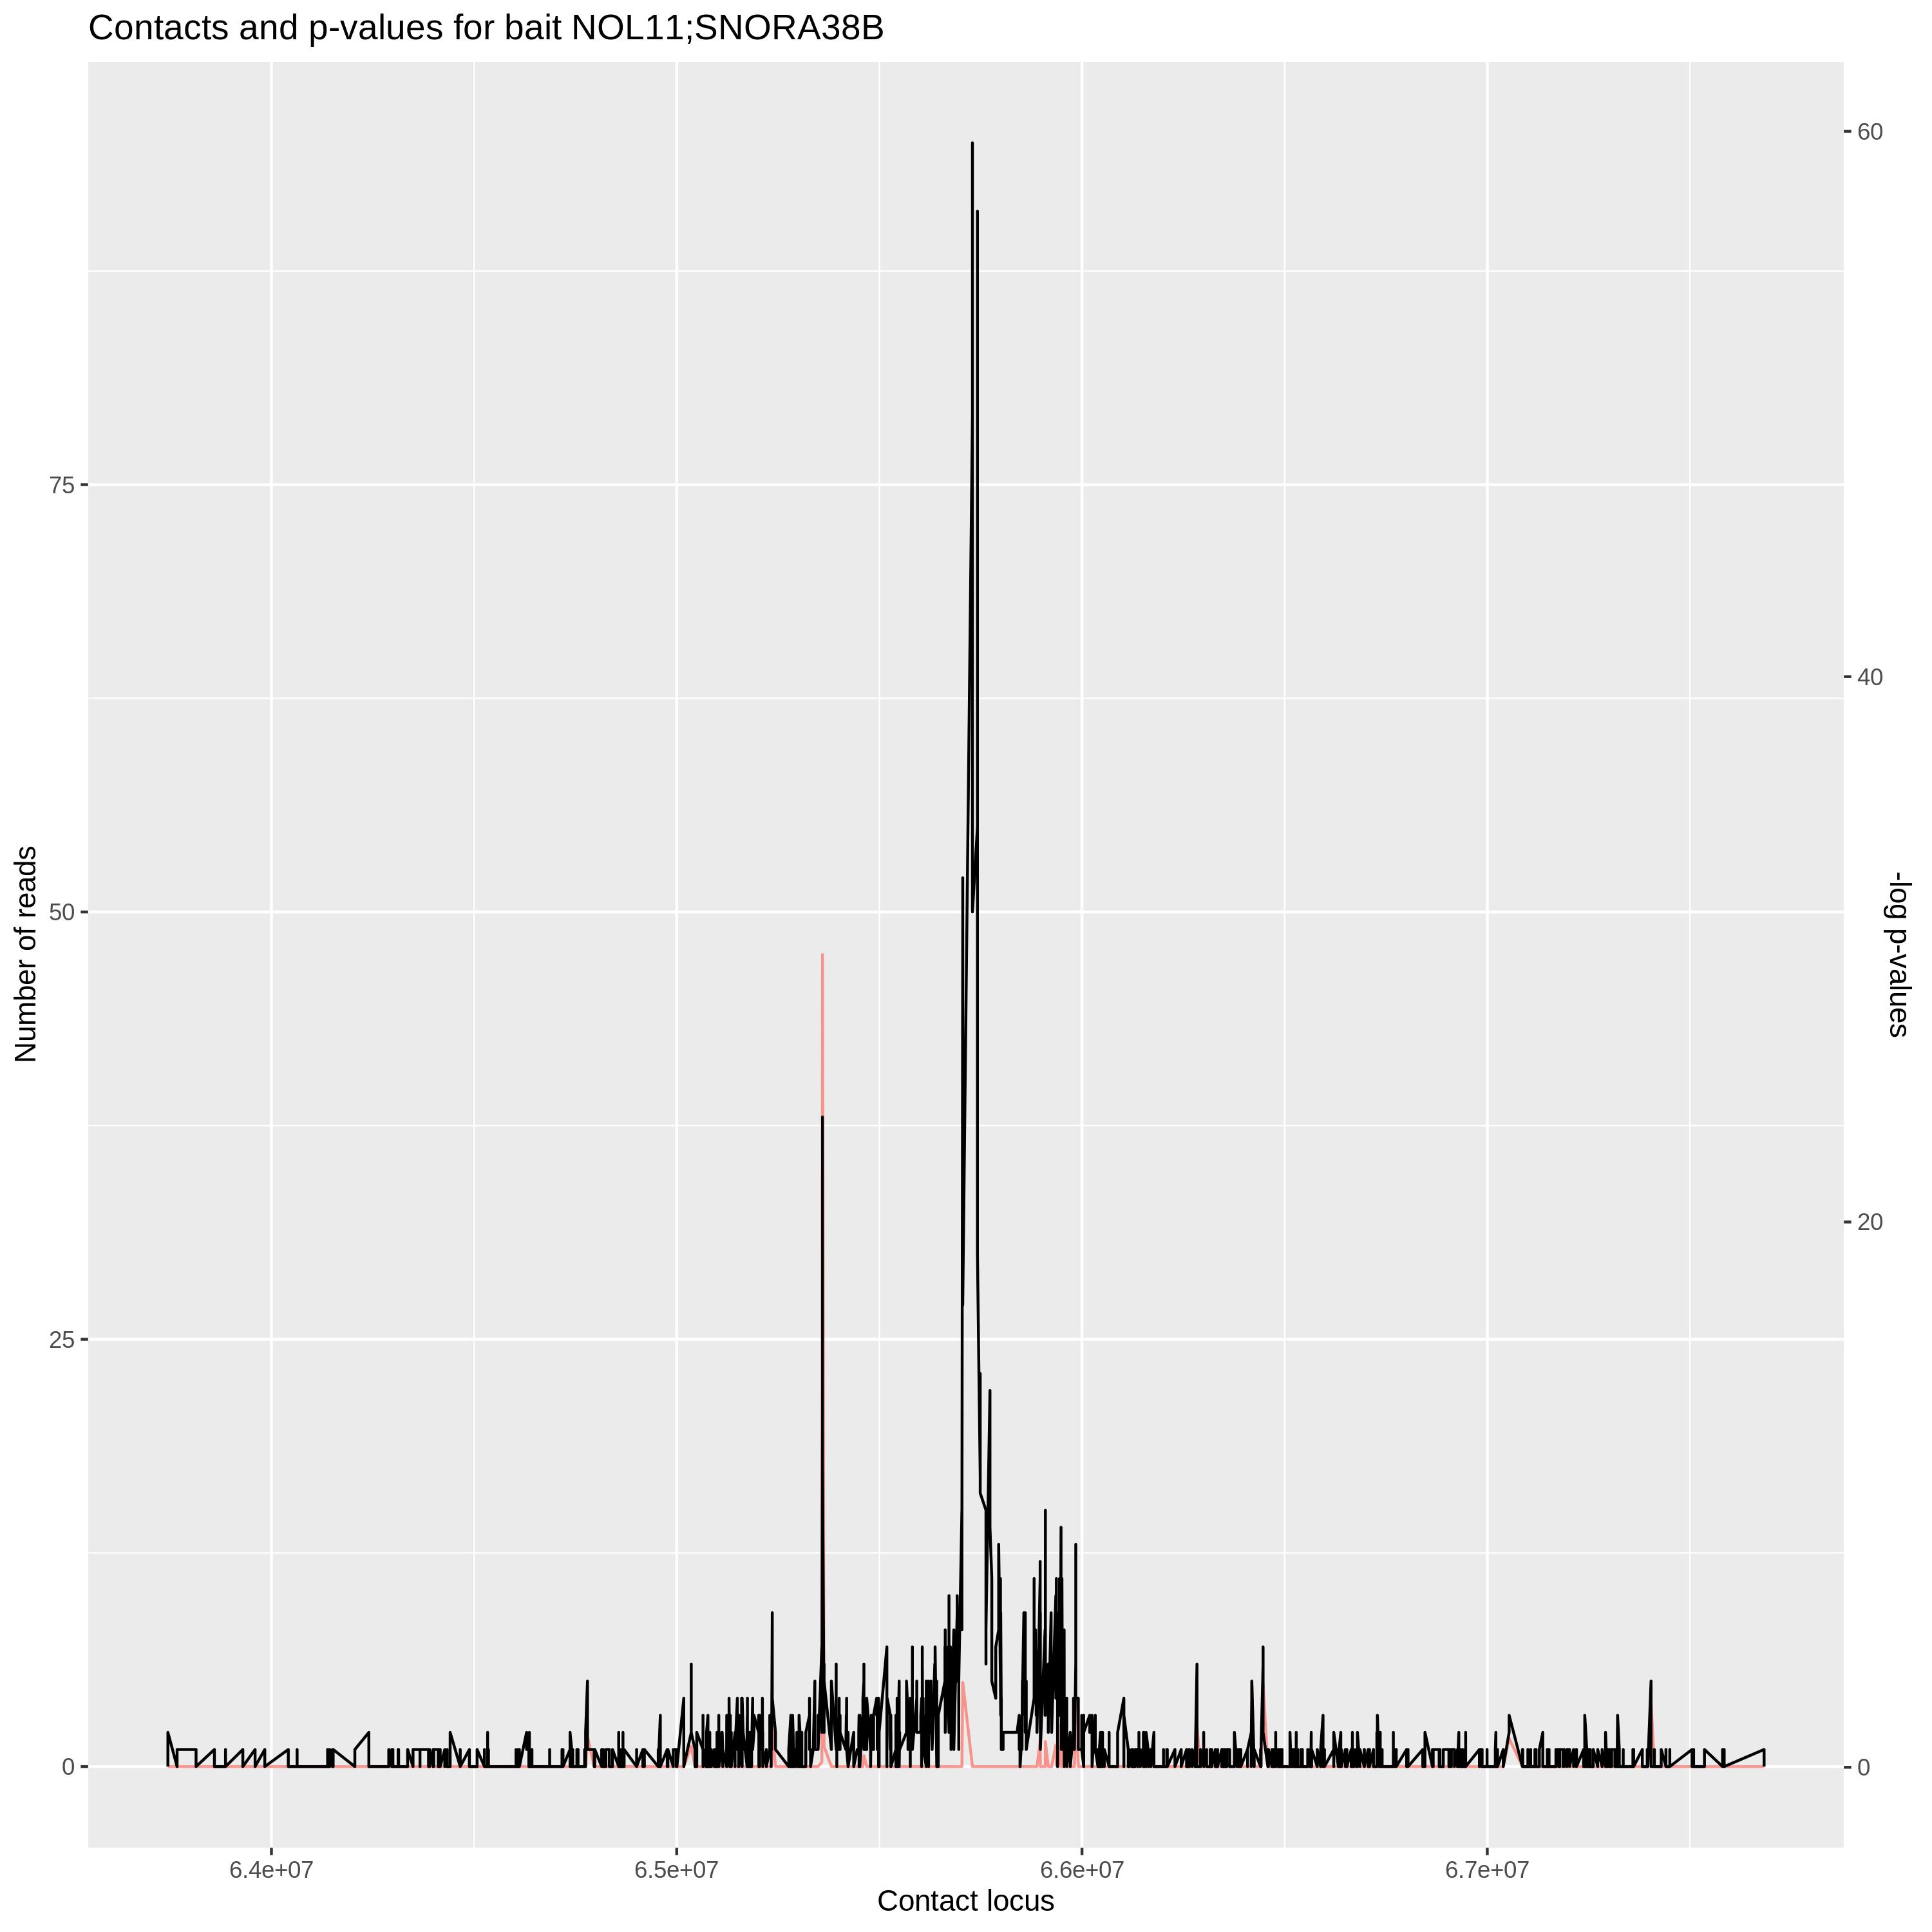 Contacts and p-values for bait NOL11;SNORA38B
60
75
40
50
20
25
0
0
Number of reads
-log p-values
6.4e+07
6.5e+07
6.6e+07
6.7e+07
Contact locus